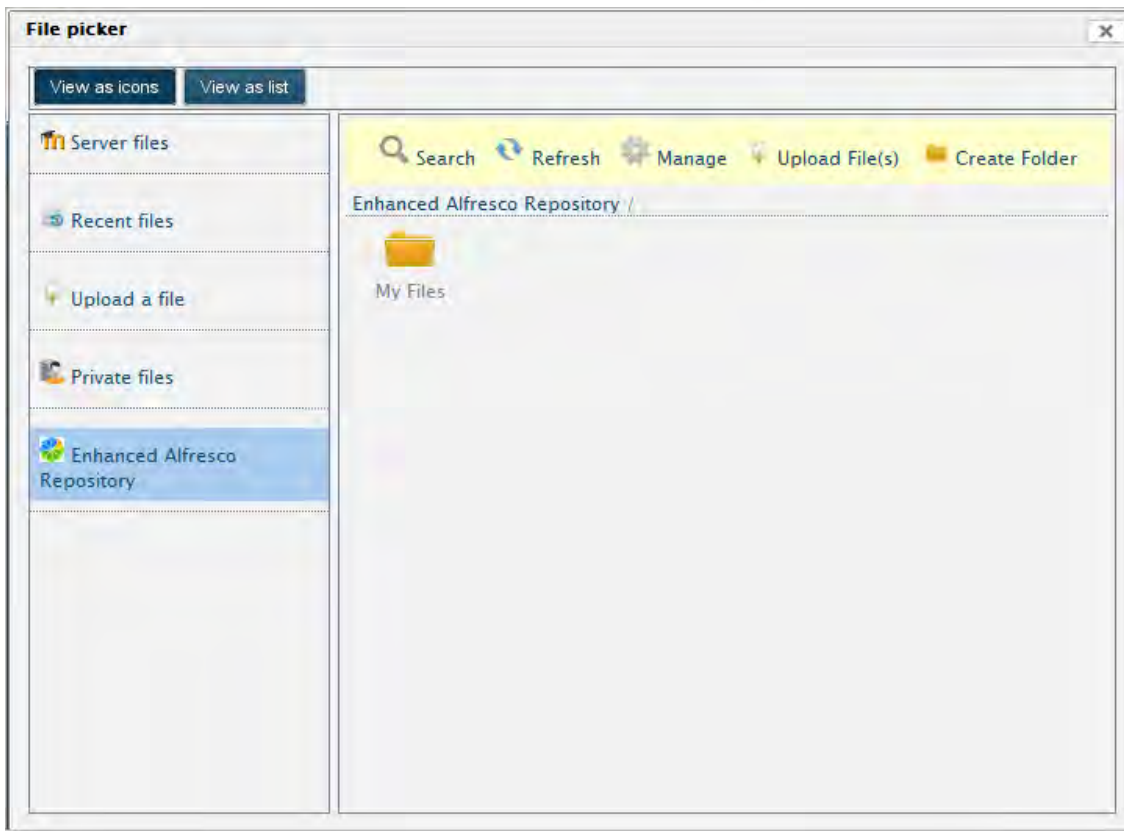 File picker
View as icons View as list
Server files
Recent files
Upload a file
Private files
Enhanced Alfresco
Repository
Search Refresh Manage Upload File(s) Create Folder
Enhanced Alfresco Repository /
My Files